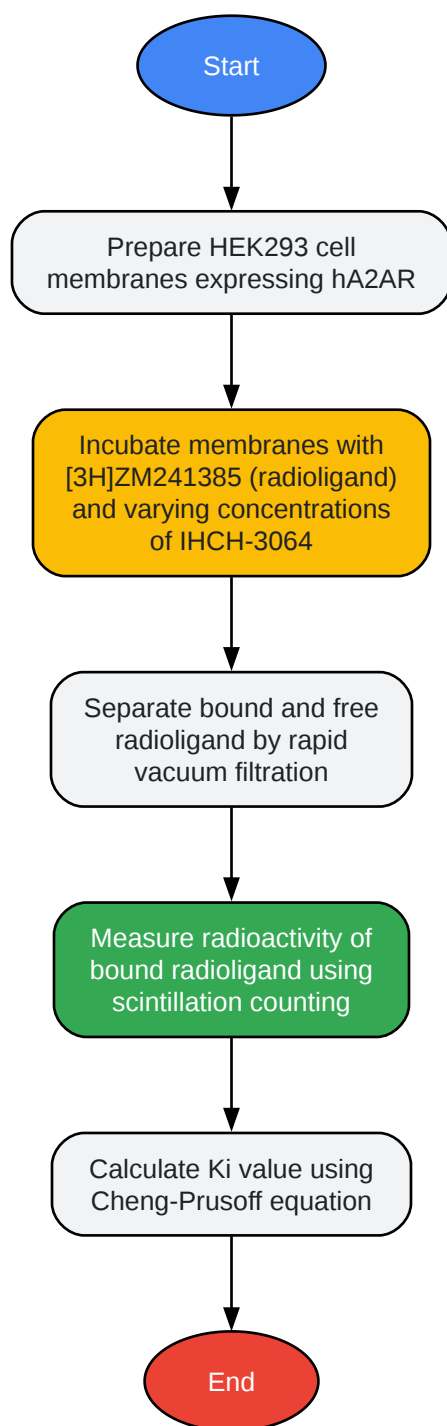 Start
Prepare HEK293 cell
membranes expressing hA2AR
Incubate membranes with
[3H]ZM241385 (radioligand)
and varying concentrations
of IHCH-3064
Separate bound and free
radioligand by rapid
vacuum filtration
Measure radioactivity of
bound radioligand using
scintillation counting
Calculate Ki value using
Cheng-Prusoff equation
End